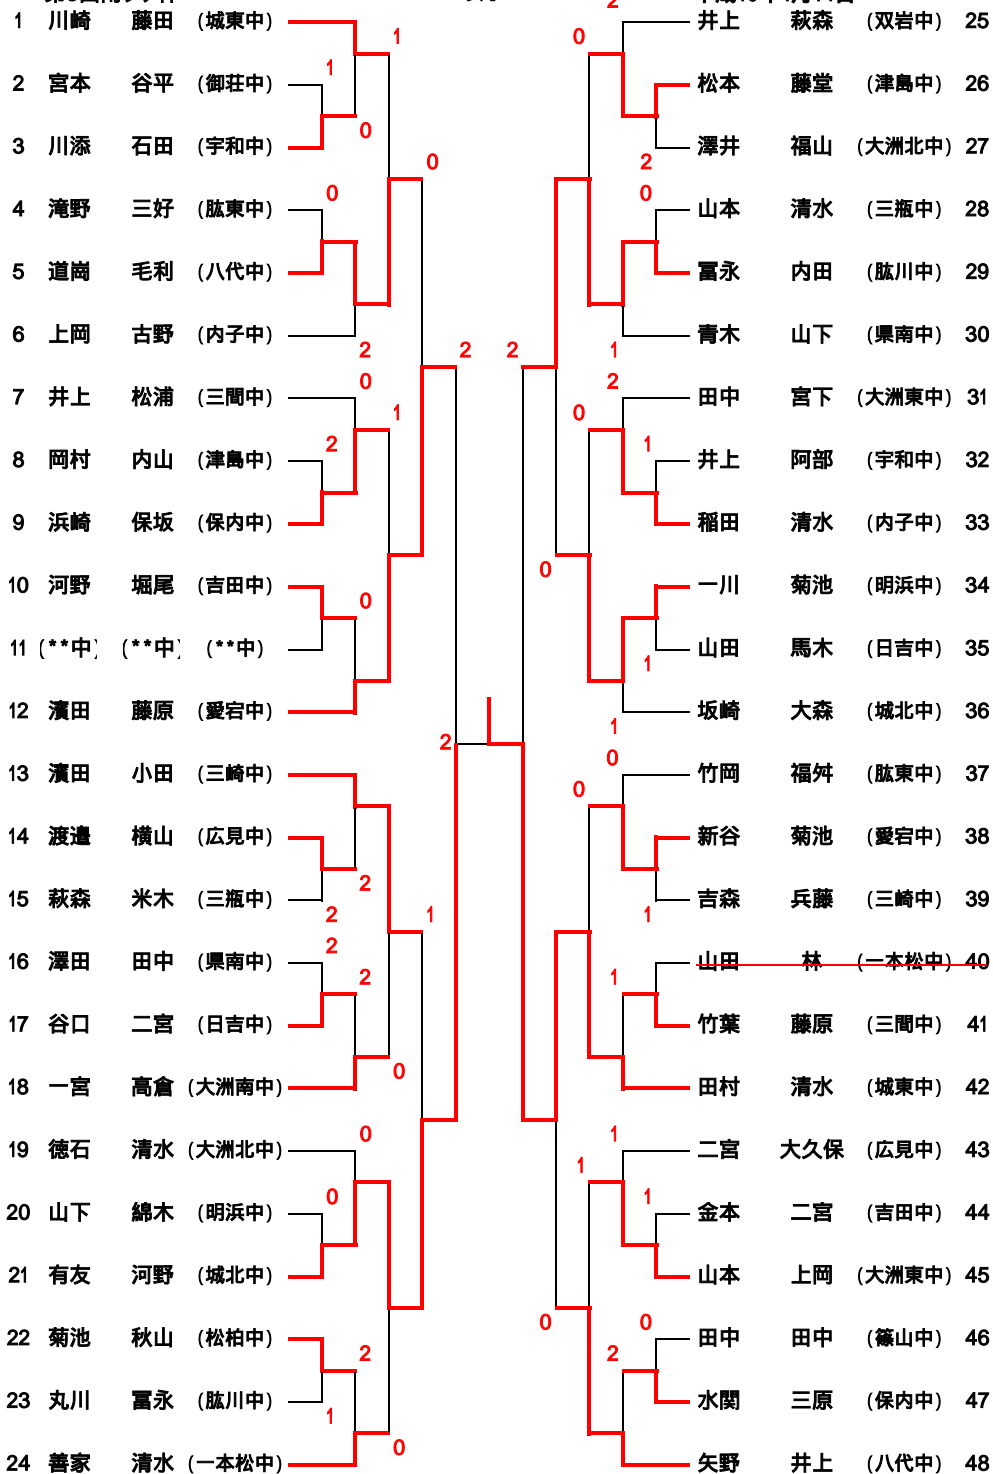 1 川崎 藤田 (城東中)
2 宮本 谷平 (御荘中)
3 川添 石田 (宇和中)
4 滝野 三好 (肱東中)
5 道崗 毛利 (八代中)
6 上岡 古野 (内子中)
7 井上 松浦 (三間中)
8 岡村 内山 (津島中)
9 浜崎 保坂 (保内中)
10 河野 堀尾 (吉田中)
11 (**中) (**中) (**中)
12 濱田 藤原 (愛宕中)
13 濱田 小田 (三崎中)
14 渡邉 横山 (広見中)
15 萩森 米木 (三瓶中)
16 澤田 田中 (県南中)
17 谷口 二宮 (日吉中)
18 一宮 高倉 (大洲南中)
19 徳石 清水 (大洲北中)
20 山下 綿木 (明浜中)
21 有友 河野 (城北中)
22 菊池 秋山 (松柏中)
23 丸川 冨永 (肱川中)
24 善家 清水 (一本松中)
1
1
0
0
0
2
0
2
1
0
2
2
2
2
2
1
0
0
0
2
1
0
2
井上 萩森 (双岩中) 25
松本 藤堂 (津島中) 26
澤井 福山 (大洲北中) 27
山本 清水 (三瓶中) 28
冨永 内田 (肱川中) 29
青木 山下 (県南中) 30
田中 宮下 (大洲東中) 31
井上 阿部 (宇和中) 32
稲田 清水 (内子中) 33
一川 菊池 (明浜中) 34
山田 馬木 (日吉中) 35
坂崎 大森 (城北中) 36
竹岡 福舛 (肱東中) 37
新谷 菊池 (愛宕中) 38
吉森 兵藤 (三崎中) 39
山田 林 (一本松中) 40
竹葉 藤原 (三間中) 41
田村 清水 (城東中) 42
二宮 大久保 (広見中) 43
金本 二宮 (吉田中) 44
山本 上岡 (大洲東中) 45
田中 田中 (篠山中) 46
水関 三原 (保内中) 47
矢野 井上 (八代中) 48
2
0
2
0
1
2
2
0
1
0
1
1
0
0
1
1
1
1
1
0
0
2